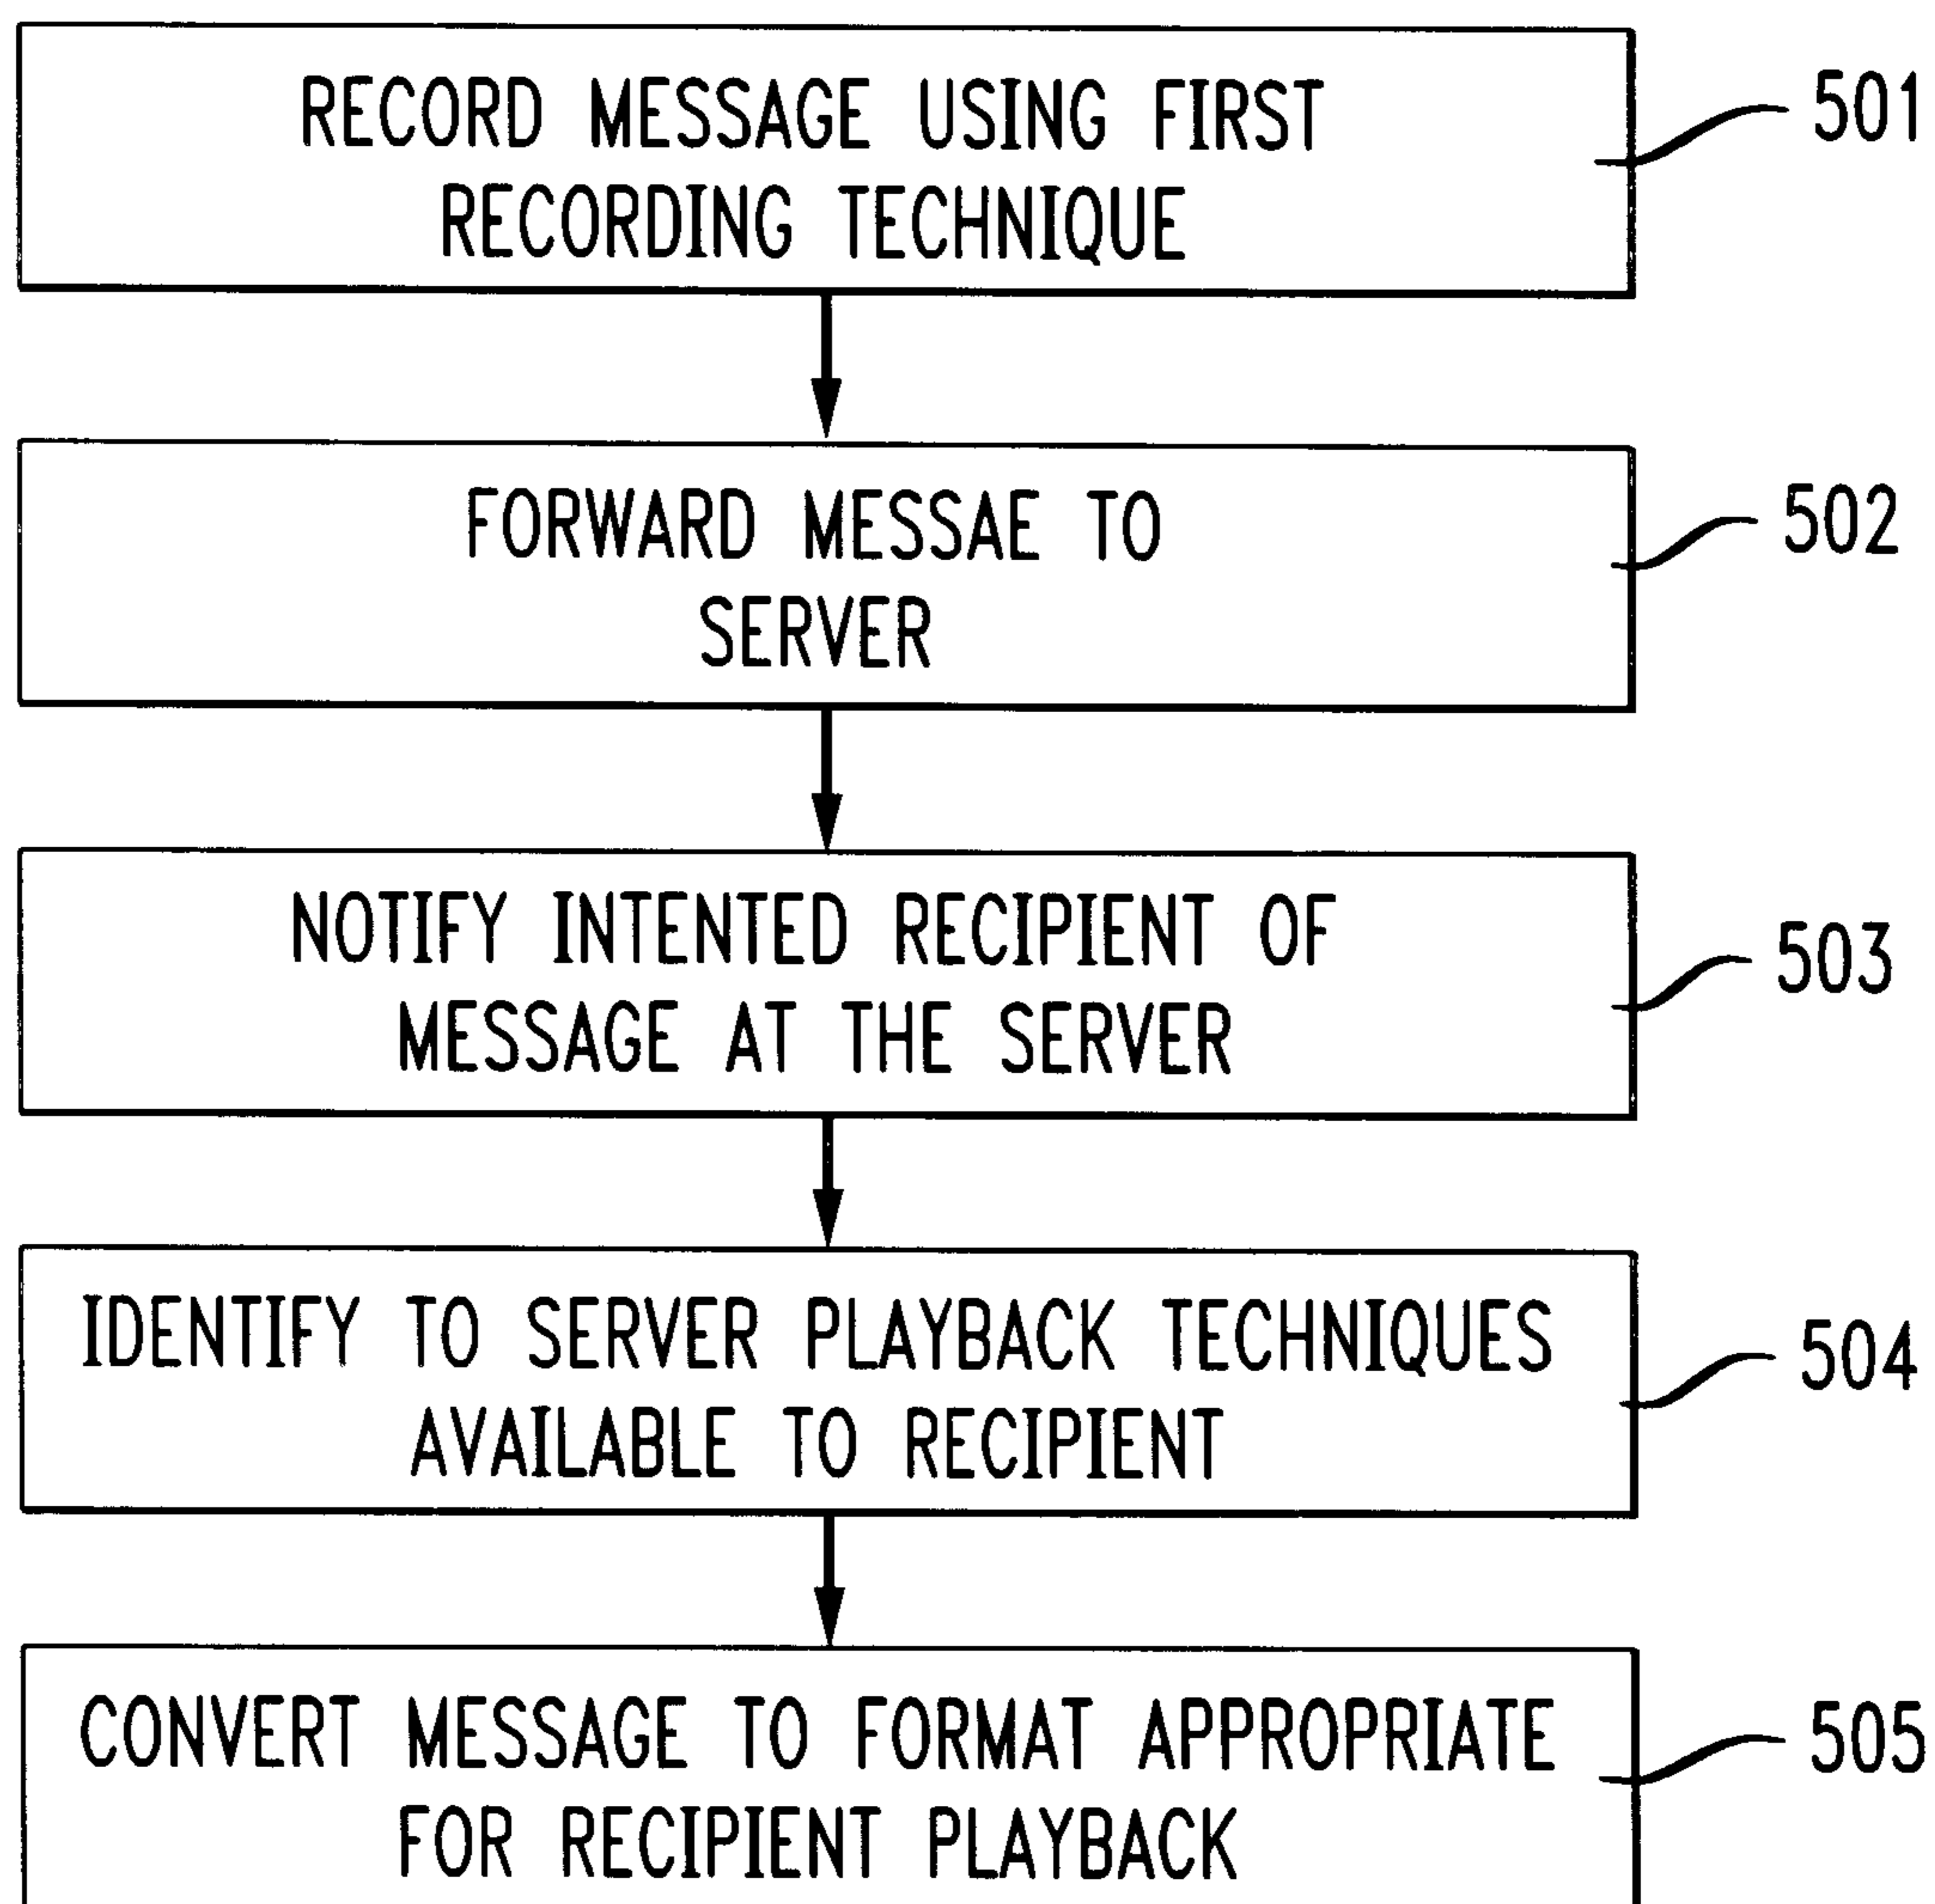 RECORD MESSAGE USING FIRST
RECORDING TECHNIQUE
501
FORWARD MESSAE TO
SERVER
502
NOTIFY INTENTED RECIPIENT OF
MESSAGE AT THE SERVER
503
IDENTIFY TO SERVER PLAYBACK TECHNIQUES
AVAILABLE TO RECIPIENT
504
CONVERT MESSAGE TO FORMAT APPROPRIATE
FOR RECIPIENT PLAYBACK
505